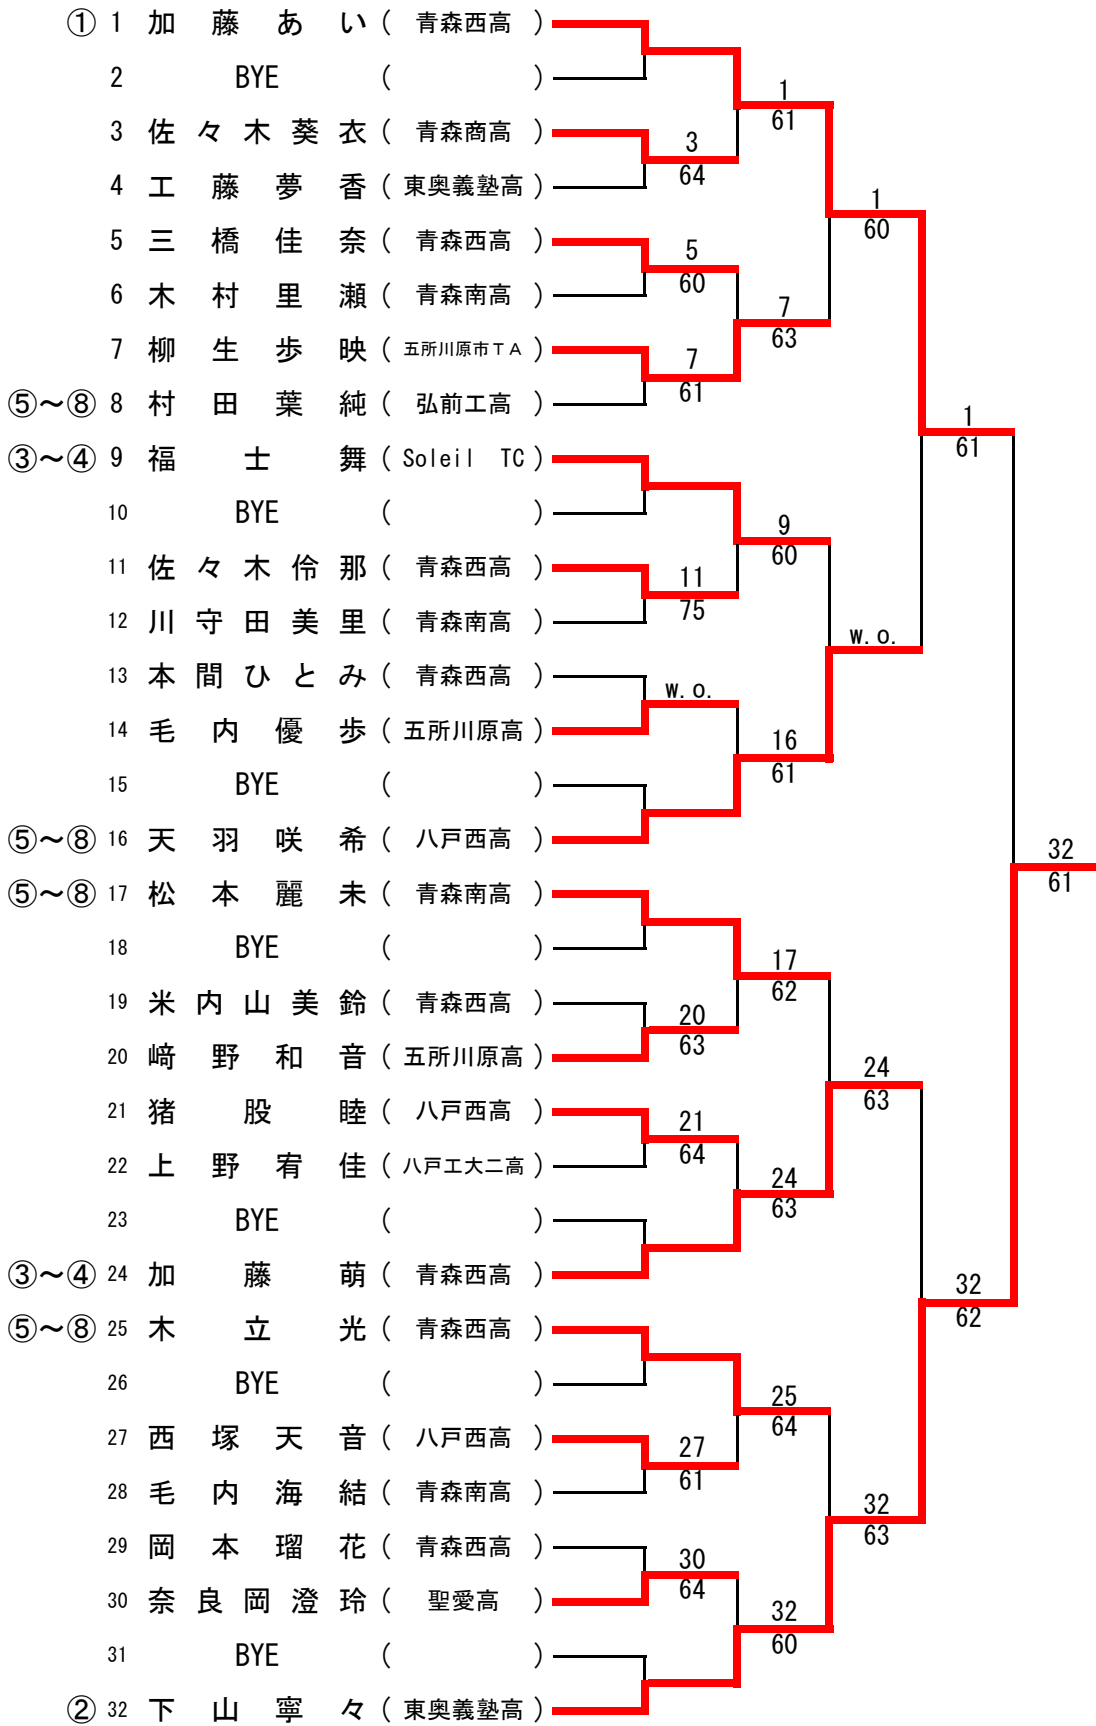 ① 1 加藤あい ( 青森西高 )
2 BYE ( )
1
61
3 佐々木葵衣 ( 青森商高 )
3
64
4 工藤夢香 ( 東奥義塾高 )
1
60
5 三橋佳奈 ( 青森西高 )
5
60
6 木村里瀬 ( 青森南高 )
7
63
7 柳生歩映 ( 五所川原市TA )
7
61
⑤~⑧ 8 村田葉純 ( 弘前工高 )
1
61
③~④ 9 福士舞 ( Soleil TC )
10 BYE ( )
9
60
11 佐々木伶那 ( 青森西高 )
11
75
12 川守田美里 ( 青森南高 )
w.o.
13 本間ひとみ ( 青森西高 )
w.o.
14 毛内優歩 ( 五所川原高 )
16
61
15 BYE ( )
⑤~⑧ 16 天羽咲希 ( 八戸西高 )
32
61
⑤~⑧ 17 松本麗未 ( 青森南高 )
18 BYE ( )
17
62
19 米内山美鈴 ( 青森西高 )
20
63
20 﨑野和音 ( 五所川原高 )
24
63
21 猪股睦 ( 八戸西高 )
21
64
22 上野宥佳 ( 八戸工大二高 )
24
63
23 BYE ( )
③~④ 24 加藤萌 ( 青森西高 )
32
62
⑤~⑧ 25 木立光 ( 青森西高 )
26 BYE ( )
25
64
27 西塚天音 ( 八戸西高 )
27
61
28 毛内海結 ( 青森南高 )
32
63
29 岡本瑠花 ( 青森西高 )
30
64
30 奈良岡澄玲 ( 聖愛高 )
32
60
31 BYE ( )
② 32 下山寧々 ( 東奥義塾高 )